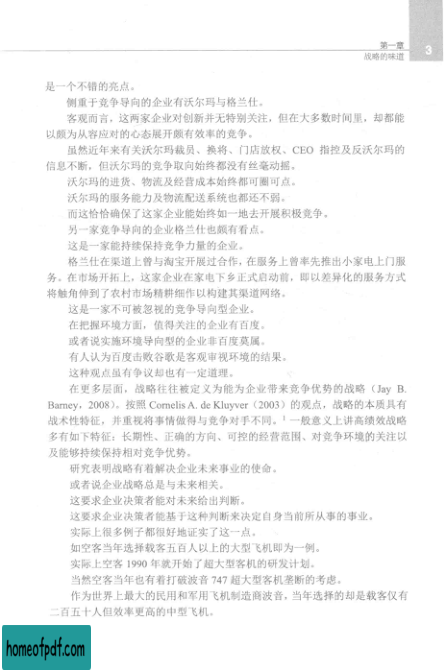 第一章
战略的味道
3
是一个不错的亮点。
侧重于竞争导向的企业有沃尔玛与格兰仕。
客观而言，这两家企业对创新并无特别关注，但在大多数时间里，却都能
以颇为从容应对的心态展开颇有效率的竞争。
虽然近年来有关沃尔玛裁员、换将、门店放权、CEO 指控及反沃尔玛的
信息不断，但沃尔玛的竞争取向始终都没有丝毫动摇。
沃尔玛的进货、物流及经营成本始终都可圈可点。
沃尔玛的服务能力及物流配送系统也都还不弱。
而这恰恰确保了这家企业能始终如一地去开展积极竞争。
另一家竞争导向的企业格兰仕也颇有看点。
这是一家能持续保持竞争力量的企业。
格兰仕在渠道上曾与淘宝开展过合作，在服务上曾率先推出小家电上门服
务。在市场开拓上，这家企业在家电下乡正式启动前，即以差异化的服务方式
将触角伸到了农村市场精耕细作以构建其渠道网络。
这是一家不可被忽视的竞争导向型企业。
在把握环境方面，值得关注的企业有百度。
或者说实施环境导向型的企业非百度莫属。
有人认为百度击败谷歌是客观审视环境的结果。
这种观点虽有争议却也有一定道理。
在更多层面，战略往往被定义为能为企业带来竞争优势的战略（Jay B.
Barney，2008）。按照 Cornelis A. de Kluyver（2003）的观点，战略的本质具有
战术性特征，并重视将事情做得与竞争对手不同。¹ 一般意义上讲高绩效战略
多有如下特征：长期性、正确的方向、可控的经营范围、对竞争环境的关注以
及能够持续保持相对竞争优势。
研究表明战略有着解决企业未来事业的使命。
或者说企业战略总是与未来相关。
这要求企业决策者能对未来给出判断。
这要求企业决策者能基于这种判断来决定自身当前所从事的事业。
实际上很多例子都很好地证实了这一点。
如空客当年选择载客五百人以上的大型飞机即为一例。
实际上空客 1990 年就开始了超大型客机的研发计划。
当然空客当年也有着打破波音 747 超大型客机垄断的考虑。
作为世界上最大的民用和军用飞机制造商波音，当年选择的却是载客仅有
二百五十人但效率更高的中型飞机。
homeofpdf.com